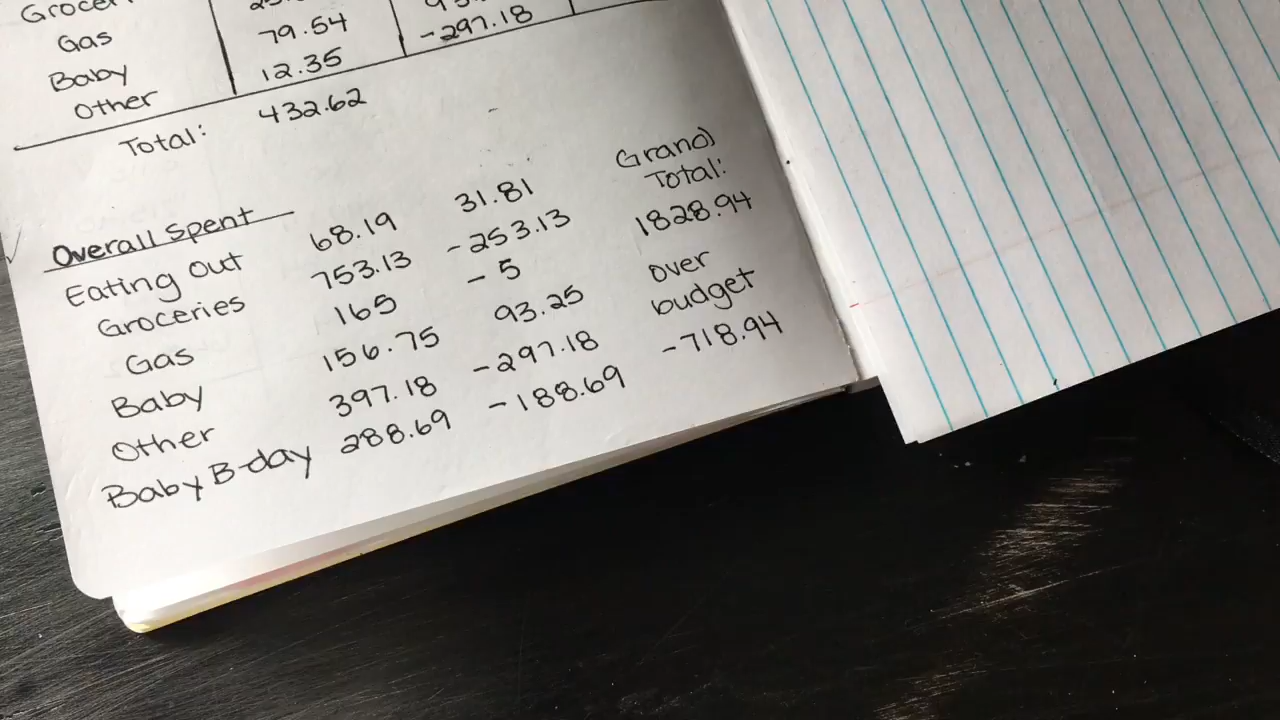 Gas 79.54 -297.18
Baby 12.35
Other
Total: 432.62
Overall Spent
Eating Out 68.19 31.81
Groceries 753.13 -253.13
Gas 165 -5
Baby 156.75 93.25
Other 397.18 -297.18
Baby B-day 288.69 -188.69
Grand
Total:
1828.94
over
budget
-718.94